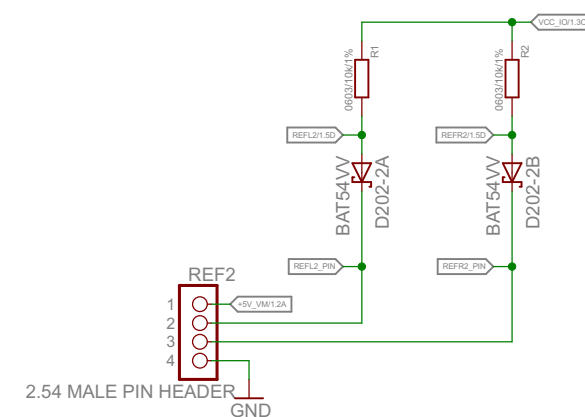 VCC_IO/1.3C
R1
0603/10k/1%
R2
0603/10k/1%
REFL2/1.5D
REFR2/1.5D
BAT54VV
D202-2A
BAT54VV
D202-2B
REFL2_PIN
REFR2_PIN
REF2
1
+5V_VM/1.2A
2
3
4
2.54 MALE PIN HEADER
GND